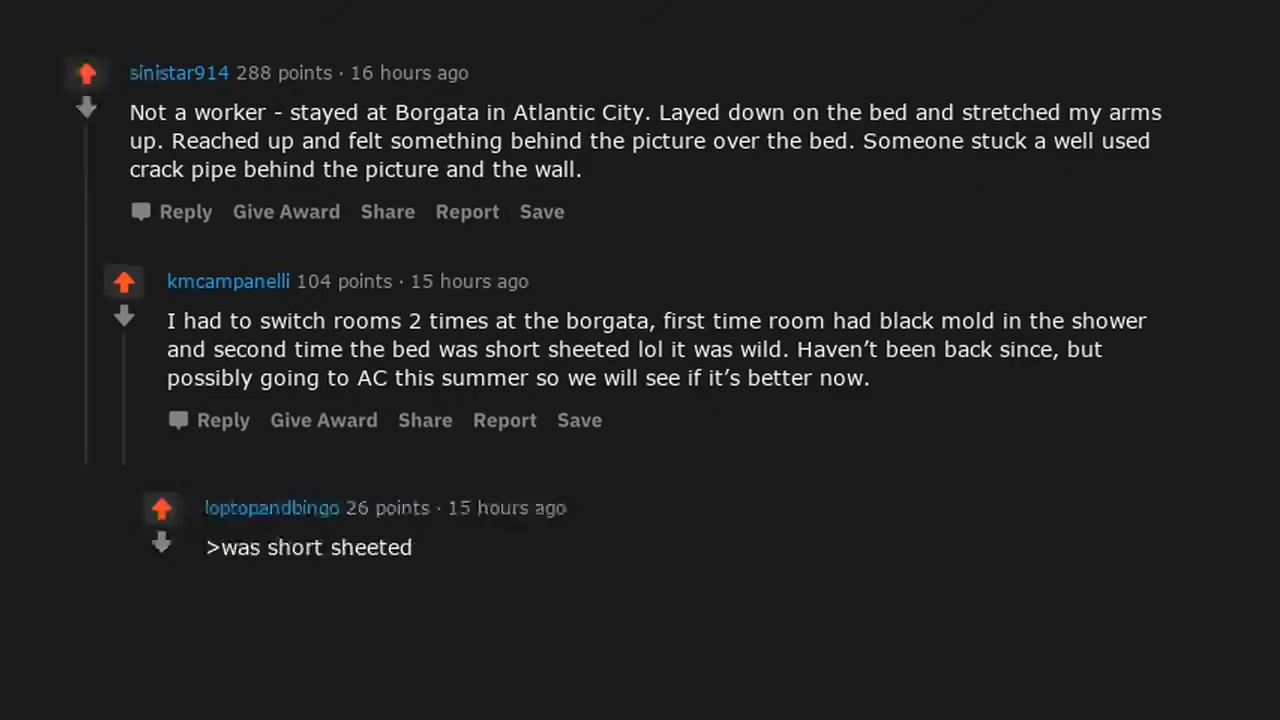 sinistar914 288 points · 16 hours ago
Not a worker - stayed at Borgata in Atlantic City. Layed down on the bed and stretched my arms
up. Reached up and felt something behind the picture over the bed. Someone stuck a well used
crack pipe behind the picture and the wall.
Reply Give Award Share Report Save
kmcampanelli 104 points · 15 hours ago
I had to switch rooms 2 times at the borgata, first time room had black mold in the shower
and second time the bed was short sheeted lol it was wild. Haven’t been back since, but
possibly going to AC this summer so we will see if it’s better now.
Reply Give Award Share Report Save
loptopandbingo 26 points · 15 hours ago
>was short sheeted